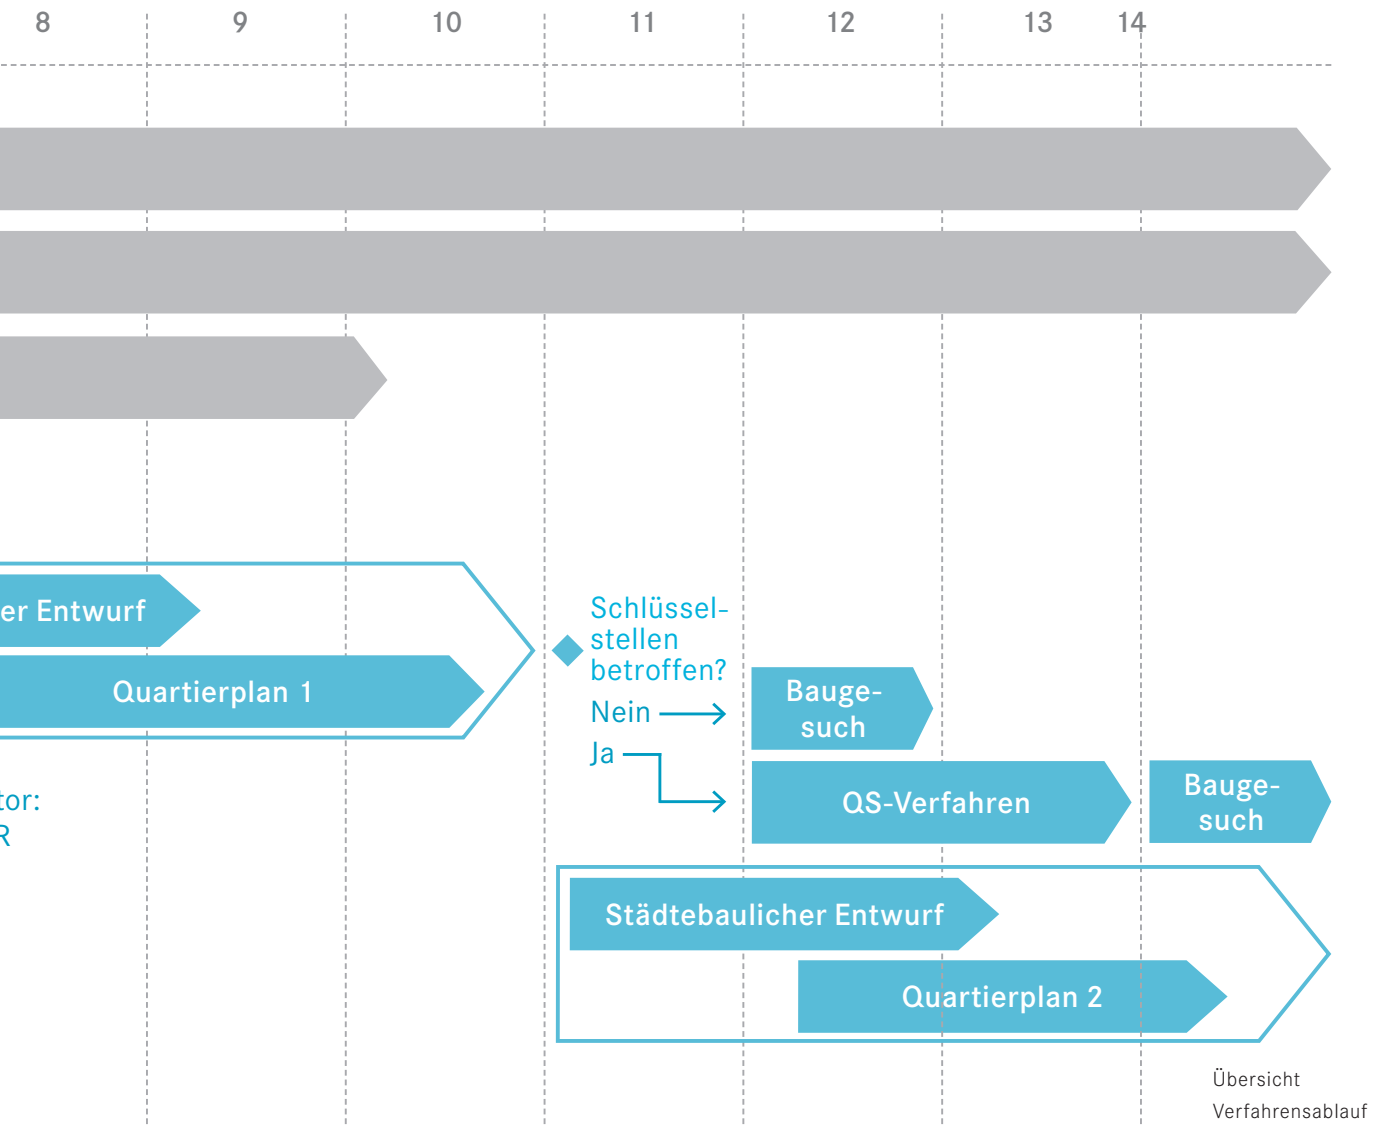 8 9 10 11 12 13 14
er Entwurf
Quartierplan 1
Schlüssel-
stellen
betroffen?
Nein
Ja
Bauge-
such
QS-Verfahren
Bauge-
such
tor:
R
Städtebaulicher Entwurf
Quartierplan 2
Übersicht
Verfahrensablauf